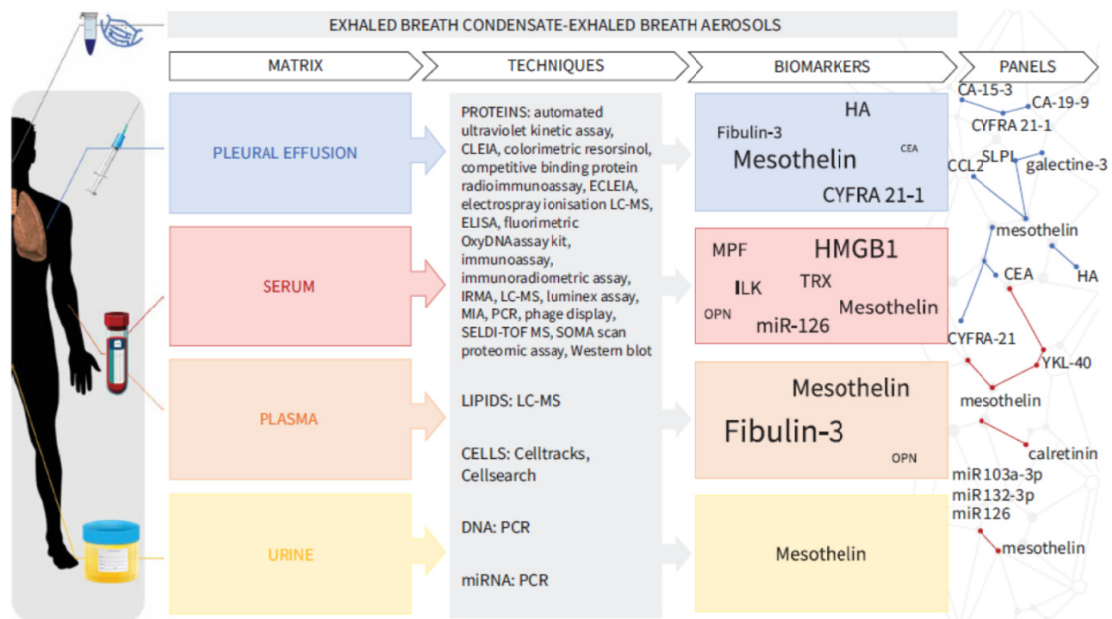 EXHALED BREATH CONDENSATE-EXHALED BREATH AEROSOLS
MATRIX
TECHNIQUES
BIOMARKERS
PANELS
PLEURAL EFFUSION
SERUM
PLASMA
URINE
PROTEINS: automated
ultraviolet kinetic assay,
CLEIA, colorimetric resorsinol,
competitive binding protein
radioimmunoassay, ECLEIA,
electrospray ionisation LC-MS,
ELISA, fluorimetric
OxyDNAassay kit,
immunoassay,
immunoradiometric assay,
IRMA, LC-MS, luminex assay,
MIA, PCR, phage display,
SELDI-TOF MS, SOMA scan
proteomic assay, Western blot
LIPIDS: LC-MS
CELLS: Celltracks,
Cellsearch
DNA: PCR
miRNA: PCR
HA
Fibulin-3
CEA
Mesothelin
CYFRA 21-1
MPF
HMGB1
ILK
TRX
OPN
miR-126
Mesothelin
Mesothelin
Fibulin-3
OPN
Mesothelin
CA-15-3
CA-19-9
CYFRA 21-1
SLPI
CCL2
galectine-3
mesothelin
CEA
HA
CYFRA-21
YKL-40
mesothelin
calretinin
miR103a-3p
miR132-3p
miR126
mesothelin